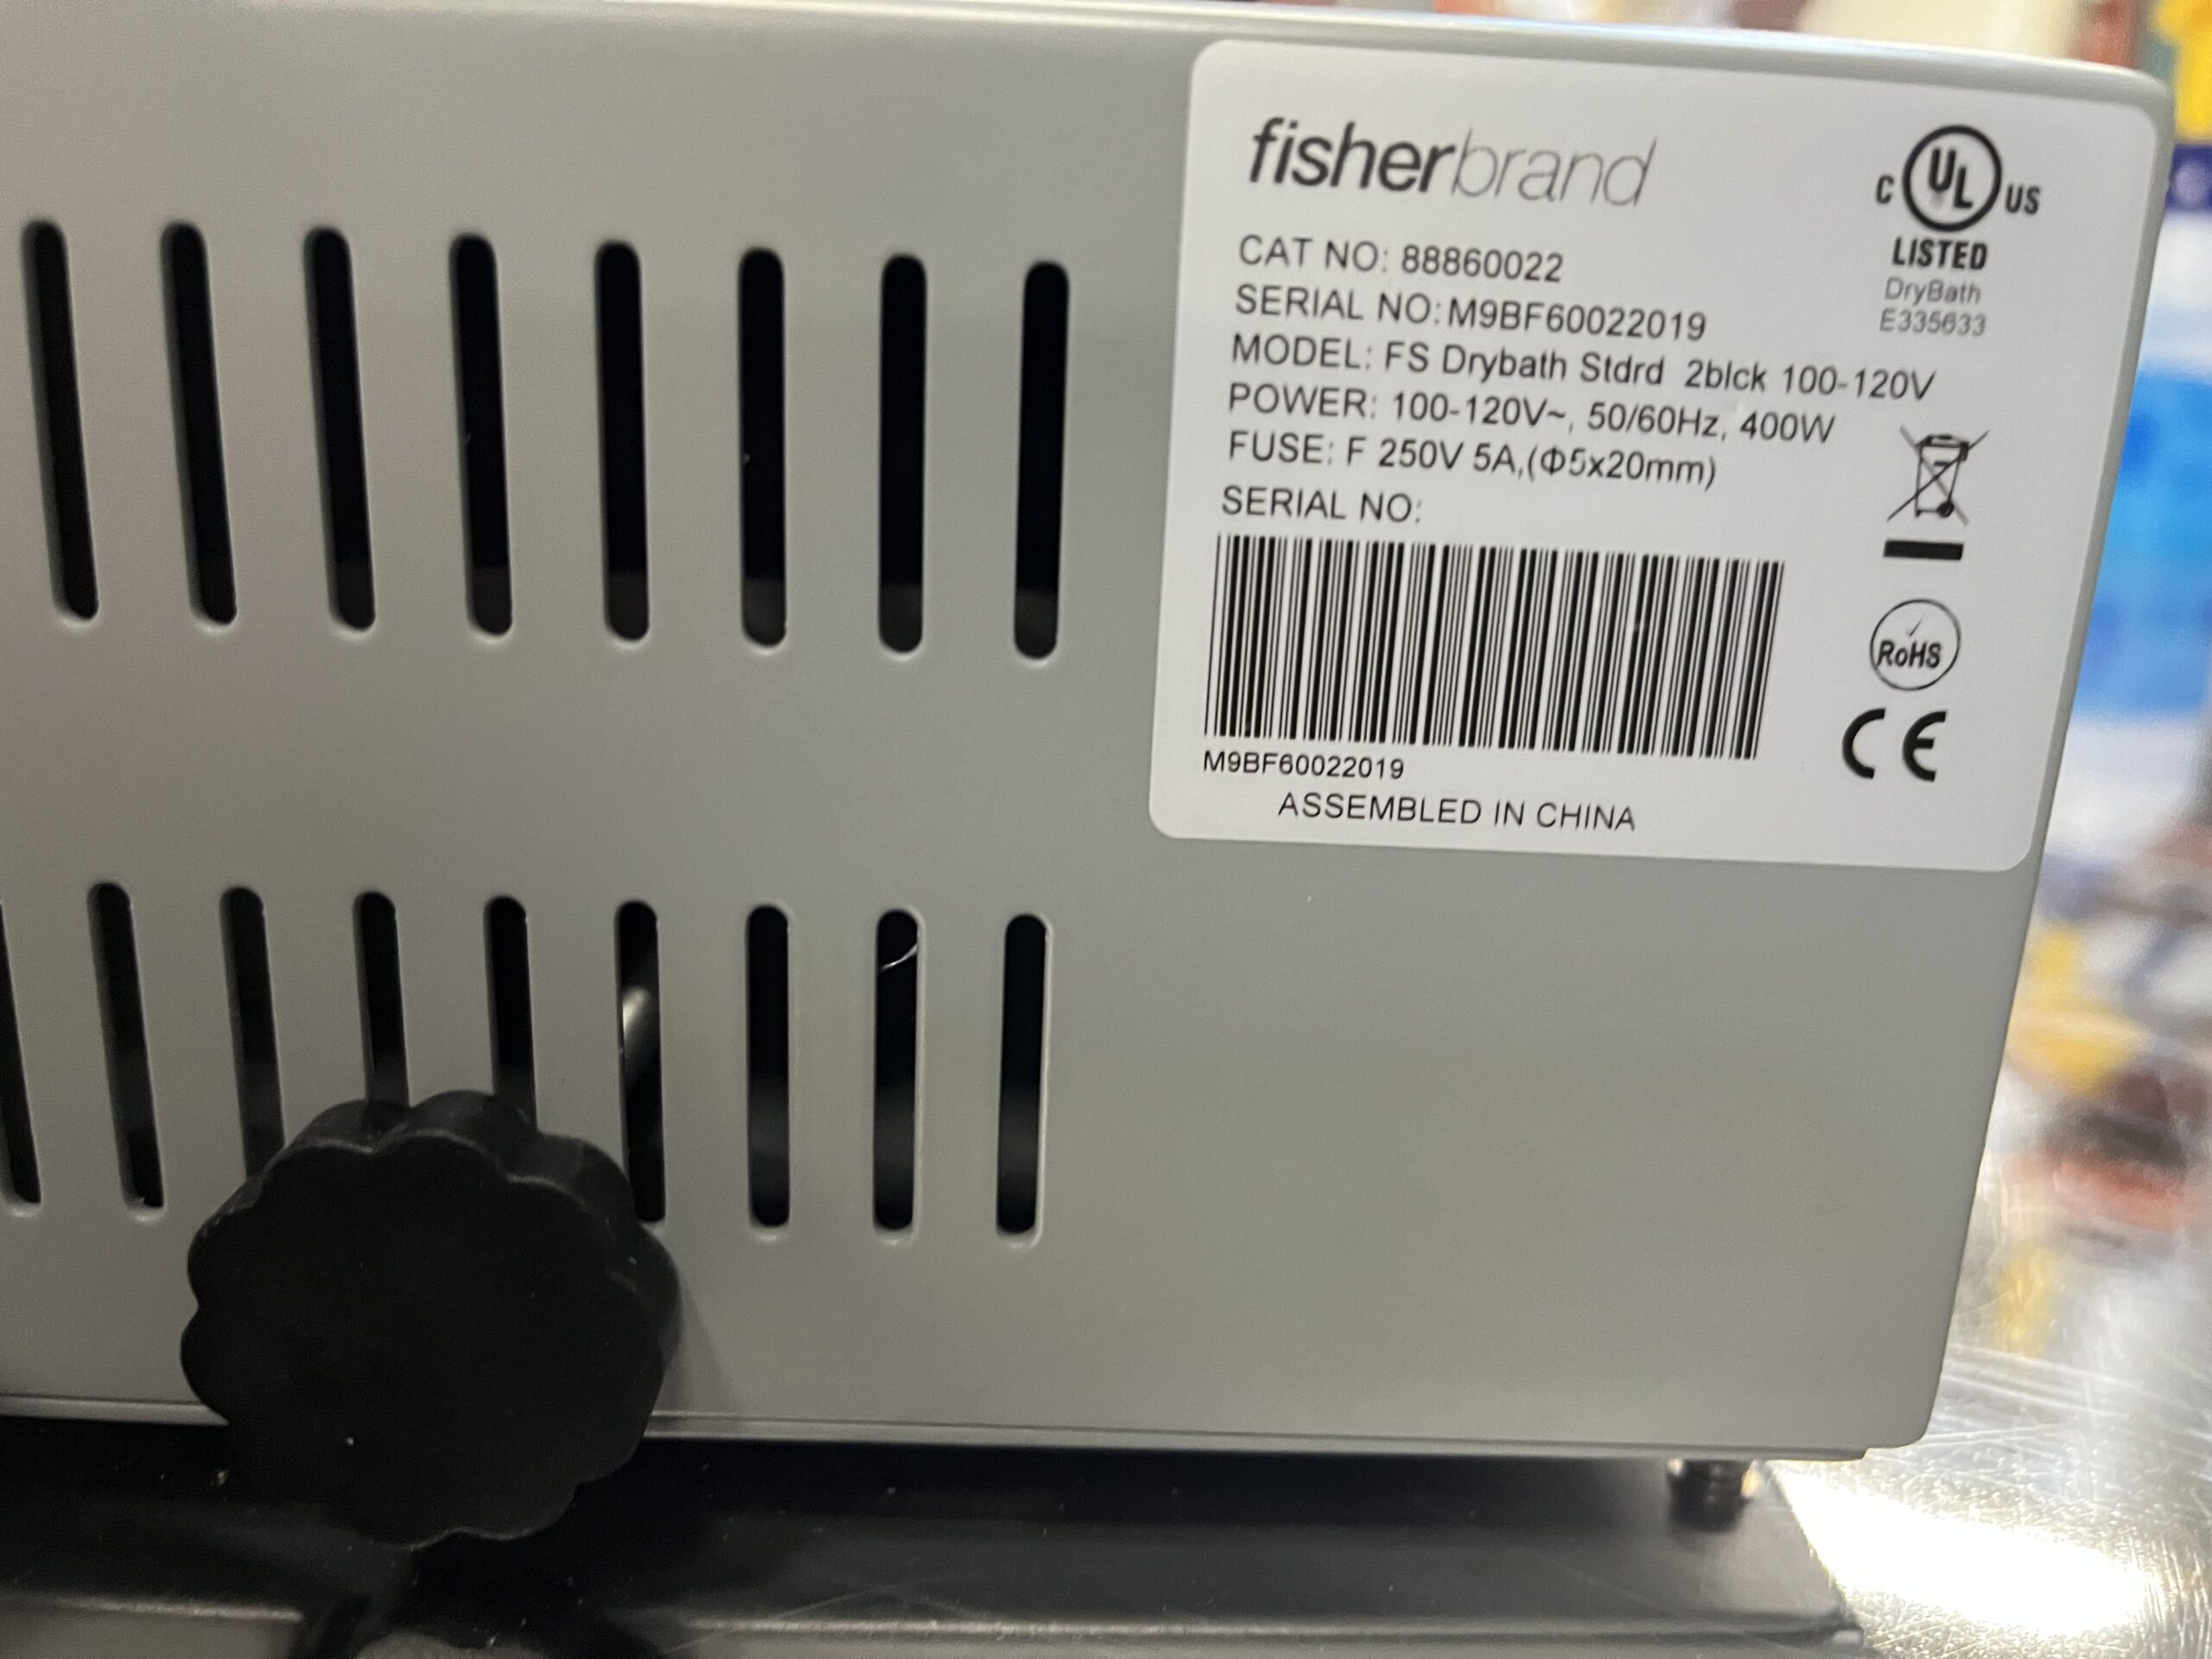 fisherbrand
C UL US
LISTED
DryBath
E335633
CAT NO: 88860022
SERIAL NO: M9BF60022019
MODEL: FS Drybath Stdrd 2blck 100-120V
POWER: 100-120V~, 50/60Hz, 400W
FUSE: F 250V 5A,(Φ5x20mm)
SERIAL NO:
RoHS
CE
M9BF60022019
ASSEMBLED IN CHINA